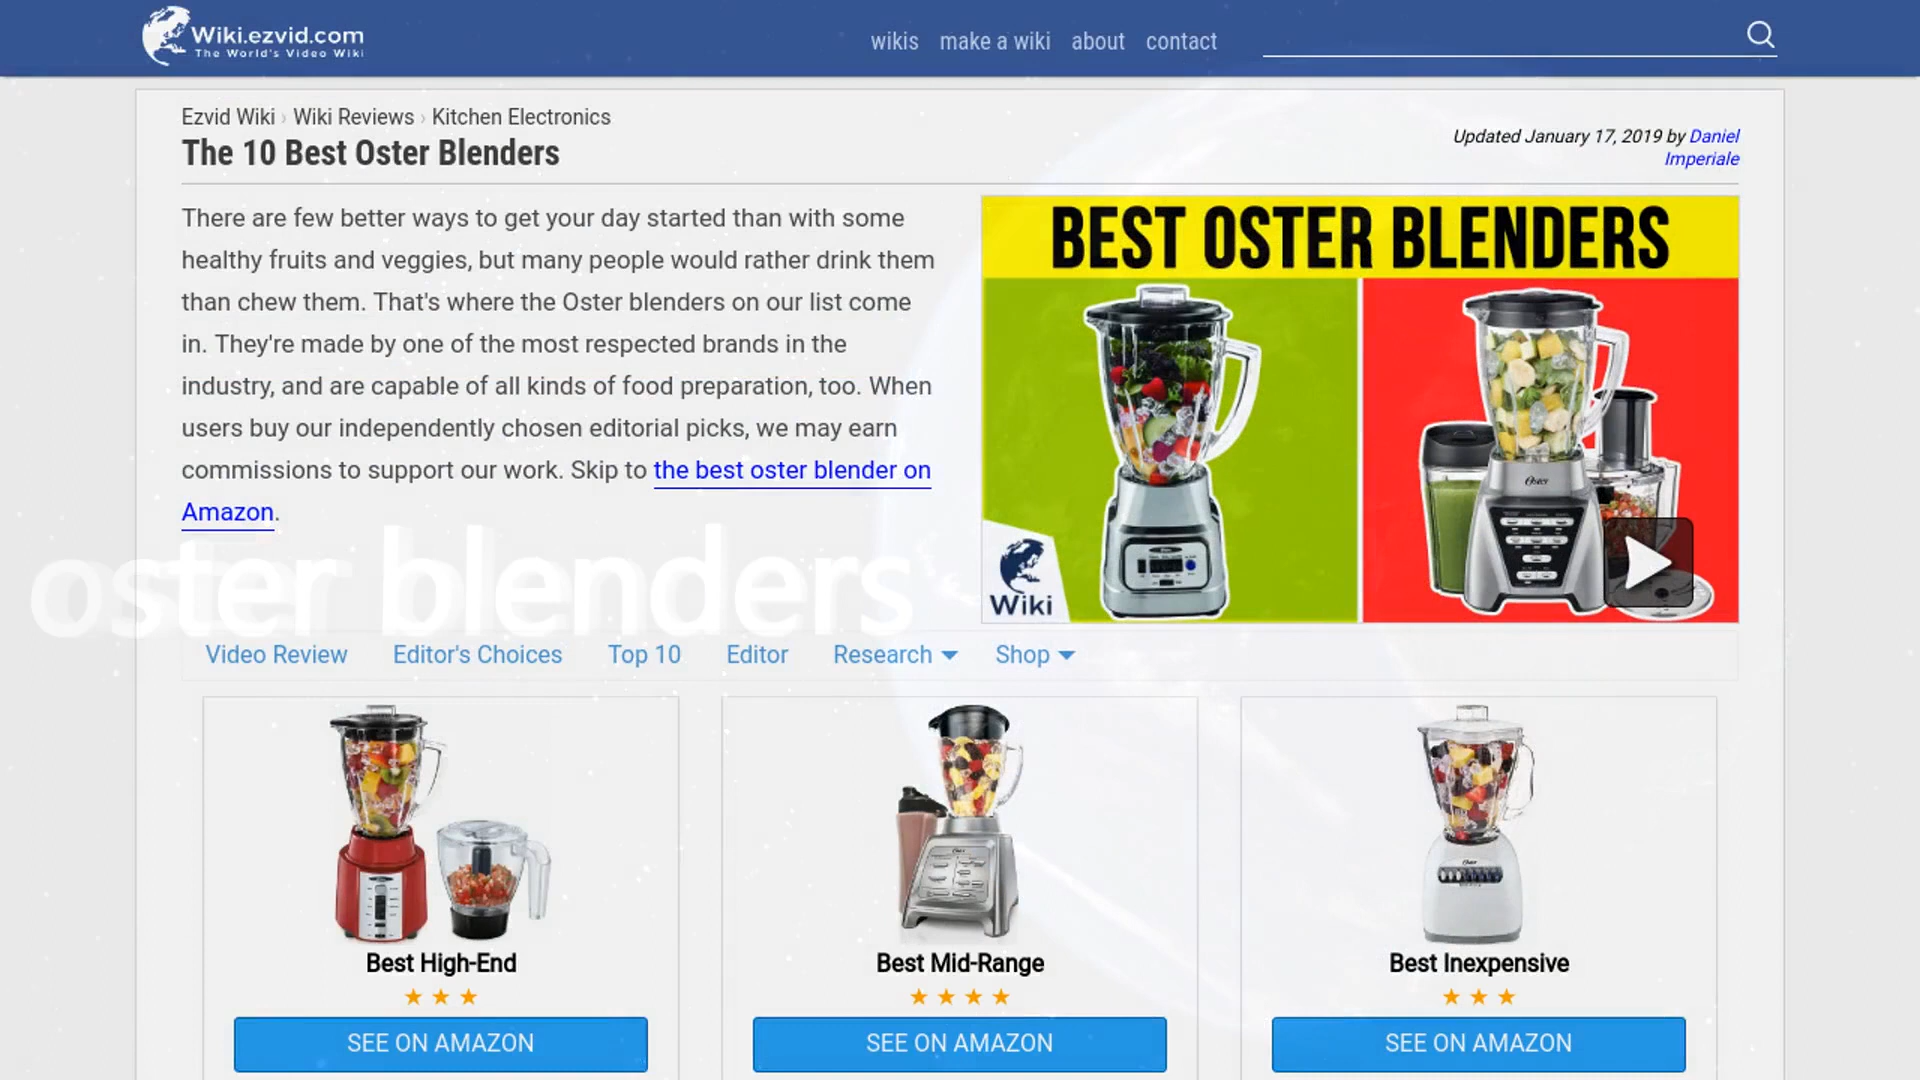 Wiki.ezvid.com
The World's Video Wiki
wikis make a wiki about contact
Ezvid Wiki › Wiki Reviews › Kitchen Electronics
The 10 Best Oster Blenders
Updated January 17, 2019 by Daniel
Imperiale
There are few better ways to get your day started than with some
healthy fruits and veggies, but many people would rather drink them
than chew them. That's where the Oster blenders on our list come
in. They're made by one of the most respected brands in the
industry, and are capable of all kinds of food preparation, too. When
users buy our independently chosen editorial picks, we may earn
commissions to support our work. Skip to the best oster blender on
Amazon.
BEST OSTER BLENDERS
Oster
Wiki
oster blenders
Video Review Editor's Choices Top 10 Editor Research Shop
Best High-End
SEE ON AMAZON
Best Mid-Range
SEE ON AMAZON
Best Inexpensive
SEE ON AMAZON